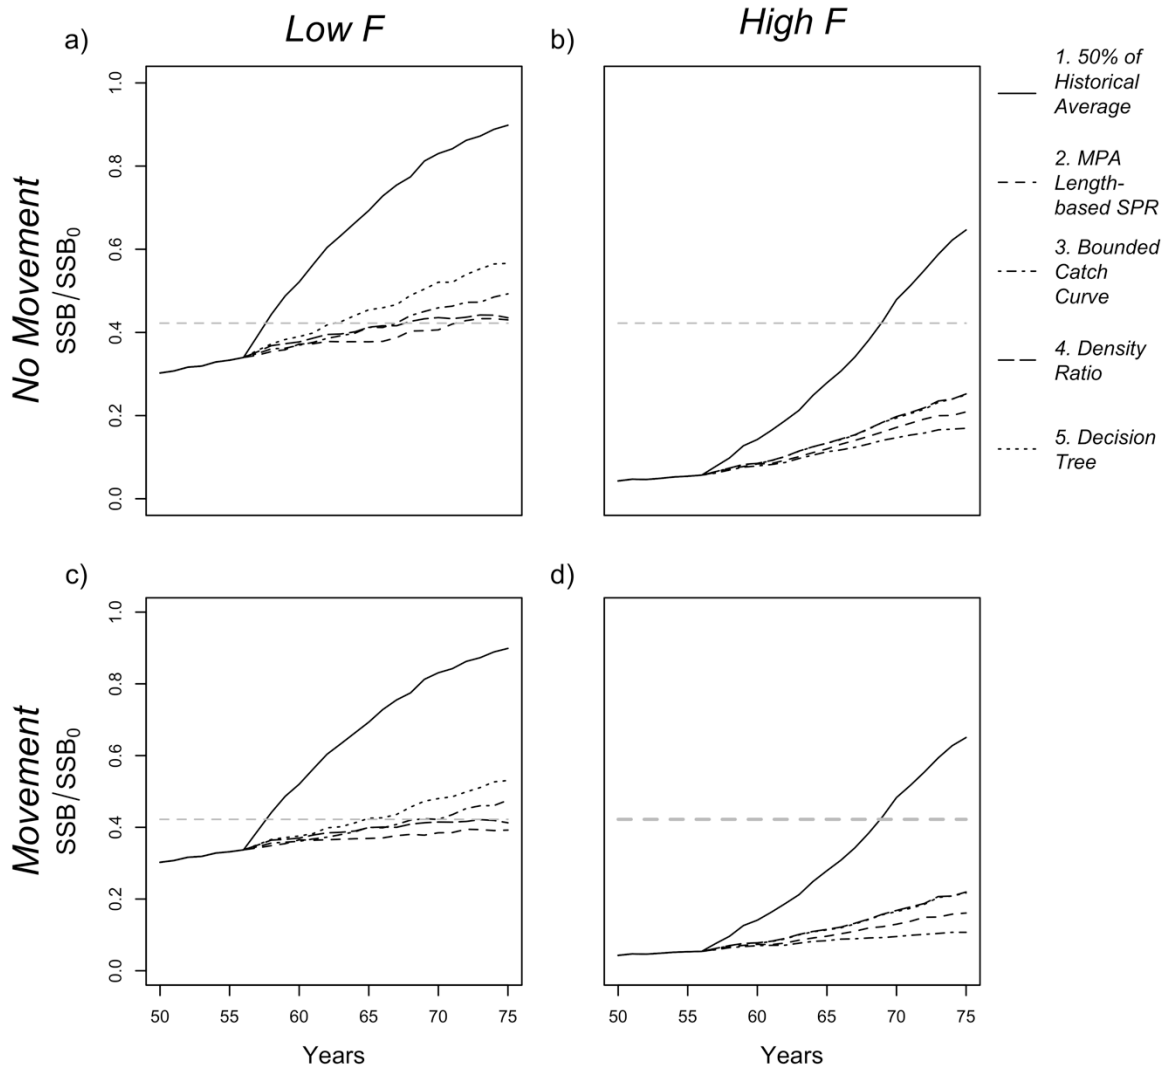 Low F
High F
a)
b)
No Movement
SSB/SSB0
1.0
0.8
0.6
0.4
0.2
0.0
1. 50% of
Historical
Average
2. MPA
Length-
based SPR
3. Bounded
Catch
Curve
4. Density
Ratio
5. Decision
Tree
c)
d)
Movement
SSB/SSB0
1.0
0.8
0.6
0.4
0.2
0.0
50 55 60 65 70 75
50 55 60 65 70 75
Years
Years